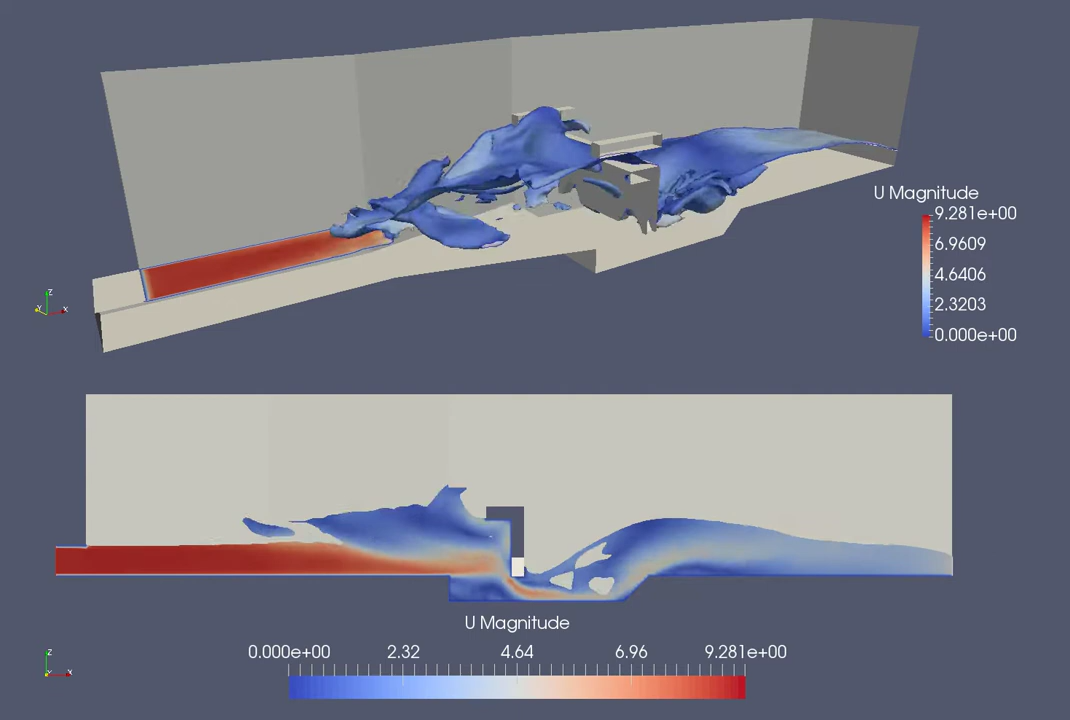 U Magnitude
9.281e+00
6.9609
4.6406
2.3203
0.000e+00
Z
Y
X
U Magnitude
0.000e+00 2.32 4.64 6.96 9.281e+00
Z
Y
X